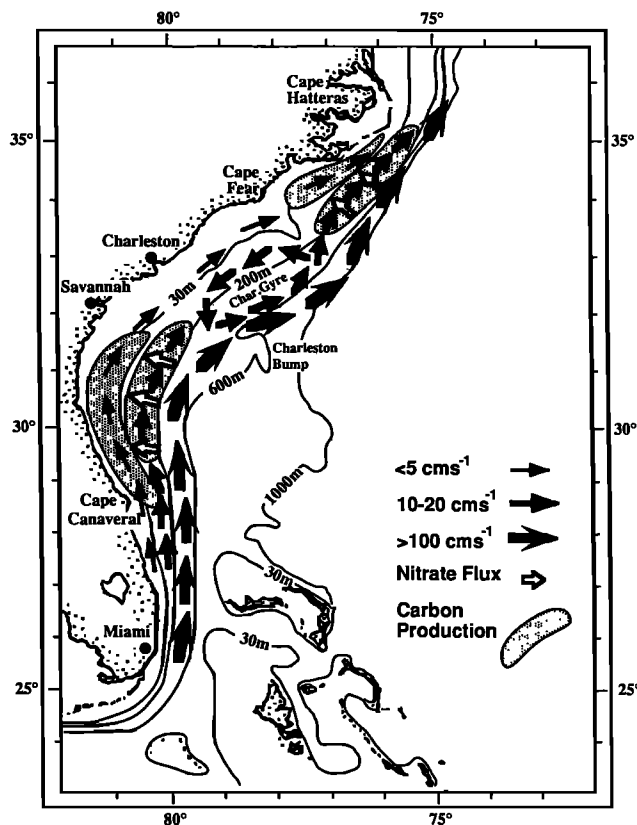 80°
75°
Cape
Hatteras
35°
35°
Cape
Fear
Charleston
30m
200m
Char. Gyre
Savannah
Charleston
Bump
600m
30°
30°
<5 cms⁻¹
1000m
10-20 cms⁻¹
Cape
Canaveral
>100 cms⁻¹
Nitrate Flux
30m
Carbon
Production
Miami
30m
25°
25°
80°
75°